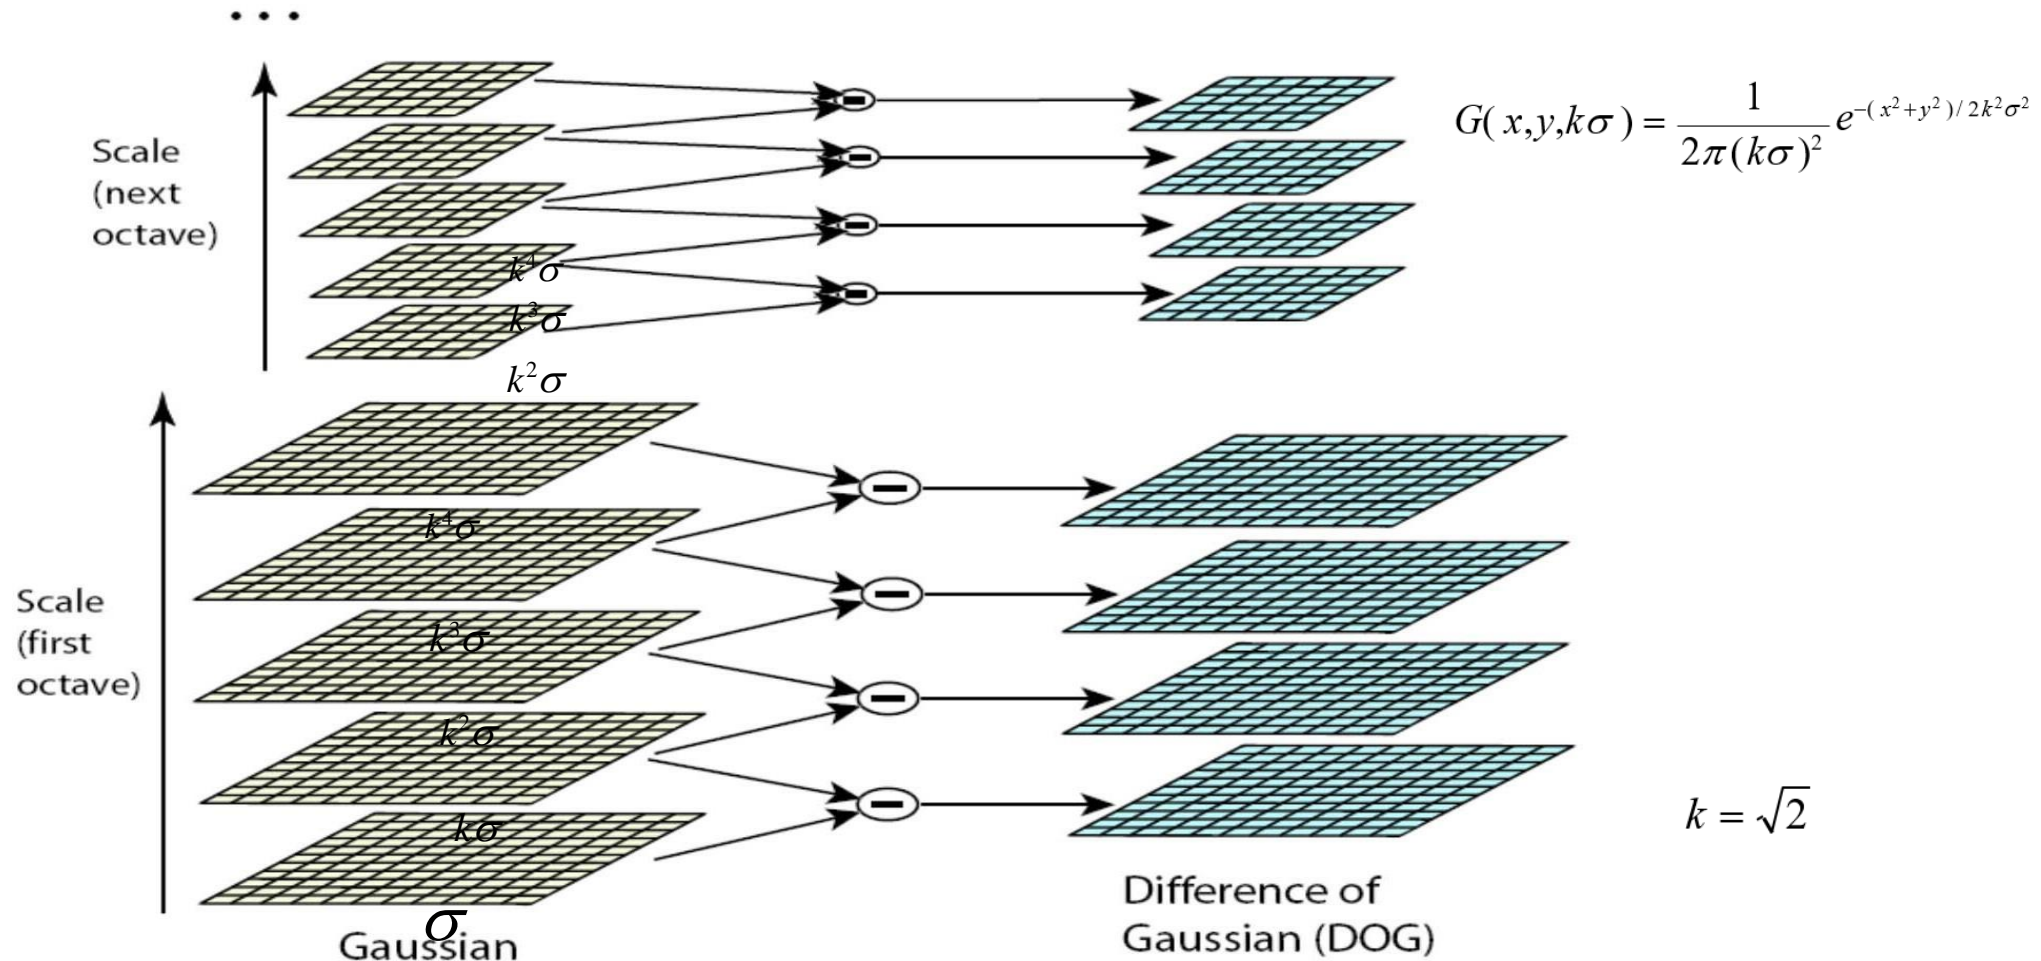 • • •
Scale
(next
octave)
k⁴σ
k³σ
k²σ
G( x,y,kσ ) = 1 / 2π(kσ)² e^−( x²+y² )/ 2k²σ²
Scale
(first
octave)
k⁴σ
k³σ
k²σ
kσ
σ
Gaussian
Difference of
Gaussian (DOG)
k = √2